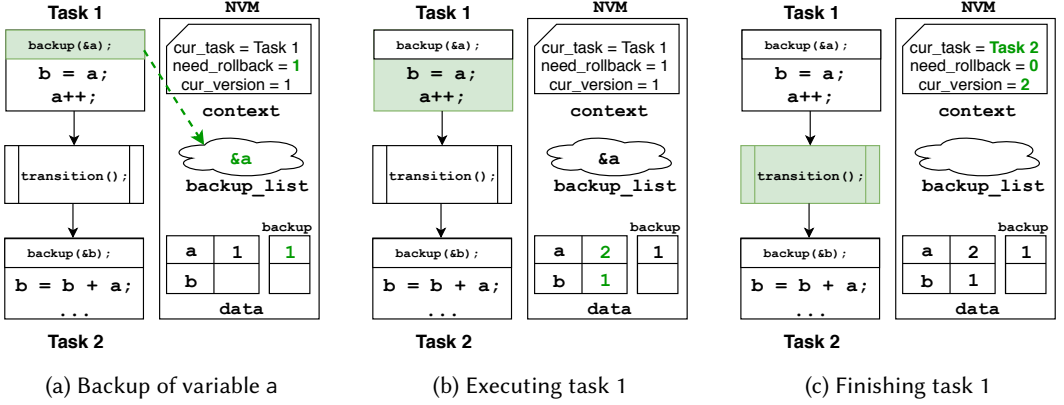 Task 1
NVM
backup(&a);
b = a;
a++;
cur_task = Task 1
need_rollback = 1
cur_version = 1
context
transition();
&a
backup_list
backup
backup(&b);
a 1 1
b
b = b + a;
...
data
Task 2
(a) Backup of variable a
Task 1
NVM
backup(&a);
b = a;
a++;
cur_task = Task 1
need_rollback = 1
cur_version = 1
context
transition();
&a
backup_list
backup
backup(&b);
a 2 1
b 1
b = b + a;
...
data
Task 2
(b) Executing task 1
Task 1
NVM
backup(&a);
b = a;
a++;
cur_task = Task 2
need_rollback = 0
cur_version = 2
context
transition();
backup_list
backup
backup(&b);
a 2 1
b 1
b = b + a;
...
data
Task 2
(c) Finishing task 1